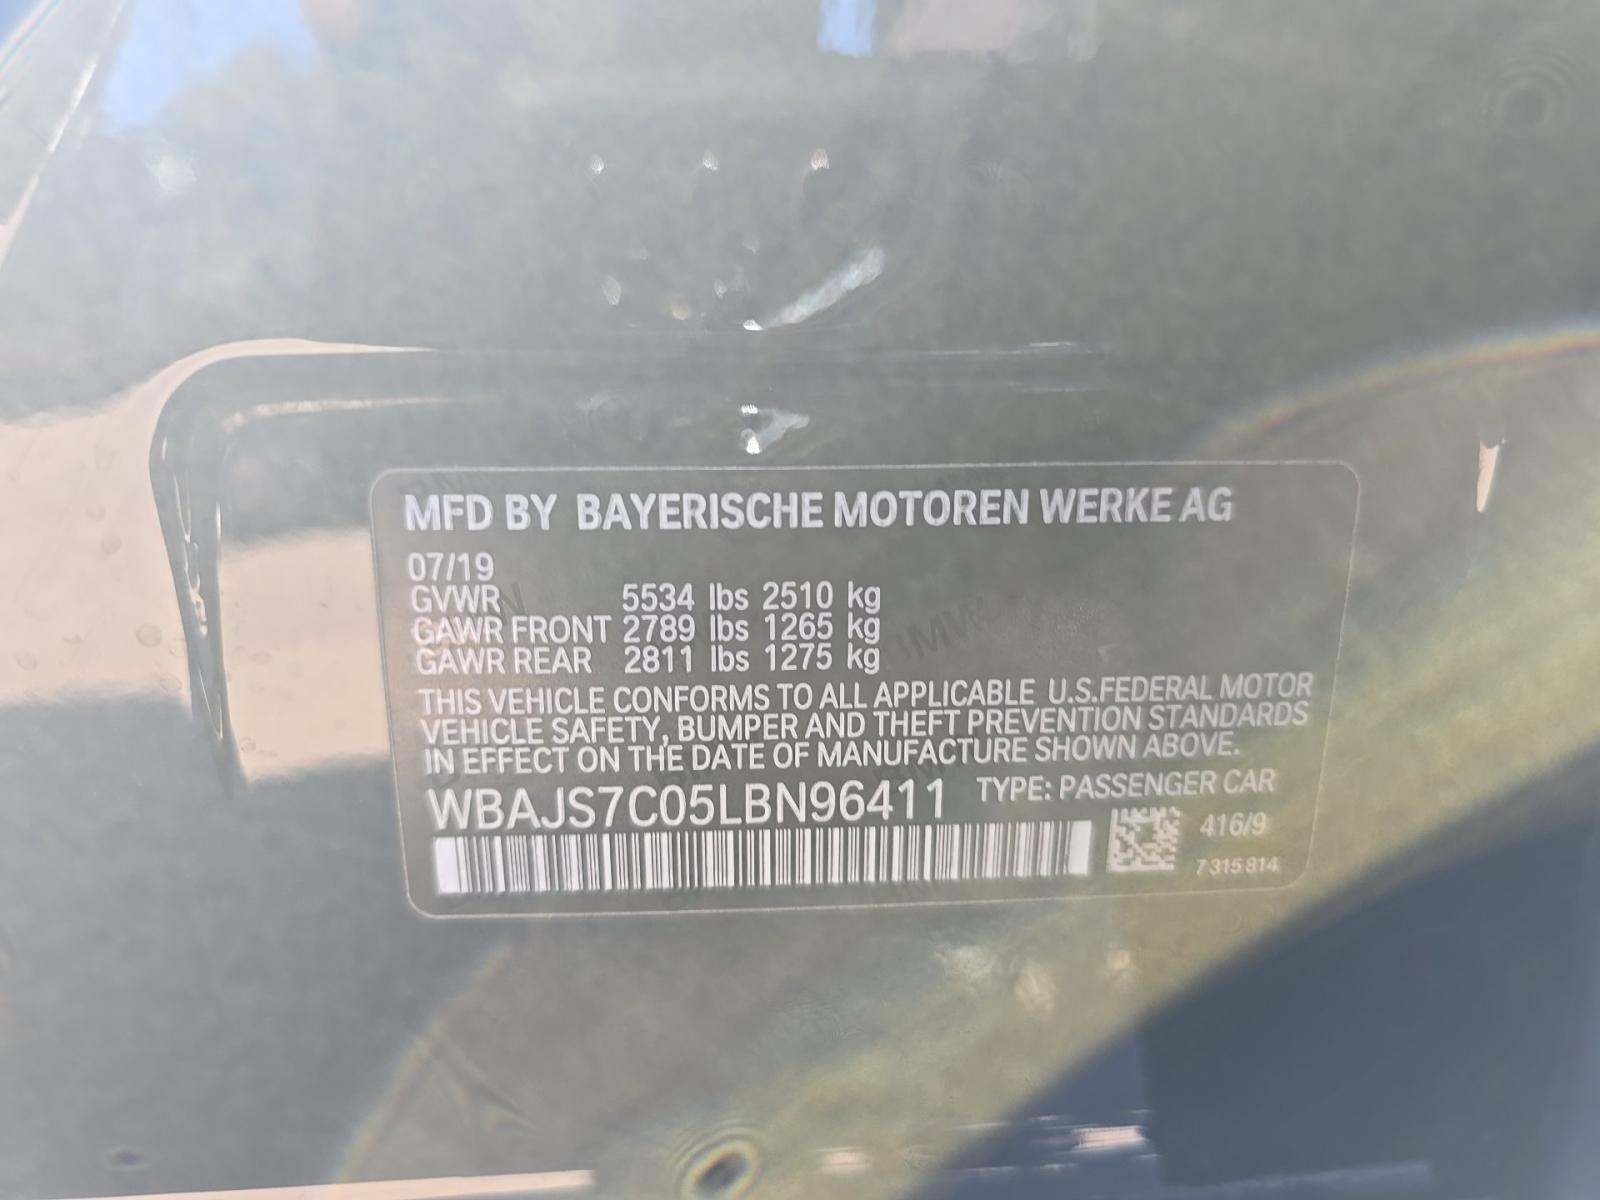 MFD BY BAYERISCHE MOTOREN WERKE AG
07/19
GVWR 5534 lbs 2510 kg
GAWR FRONT 2789 lbs 1265 kg
GAWR REAR 2811 lbs 1275 kg
THIS VEHICLE CONFORMS TO ALL APPLICABLE U.S.FEDERAL MOTOR
VEHICLE SAFETY, BUMPER AND THEFT PREVENTION STANDARDS
IN EFFECT ON THE DATE OF MANUFACTURE SHOWN ABOVE.
WBAJS7C05LBN96411 TYPE: PASSENGER CAR
416/9
7 315 814